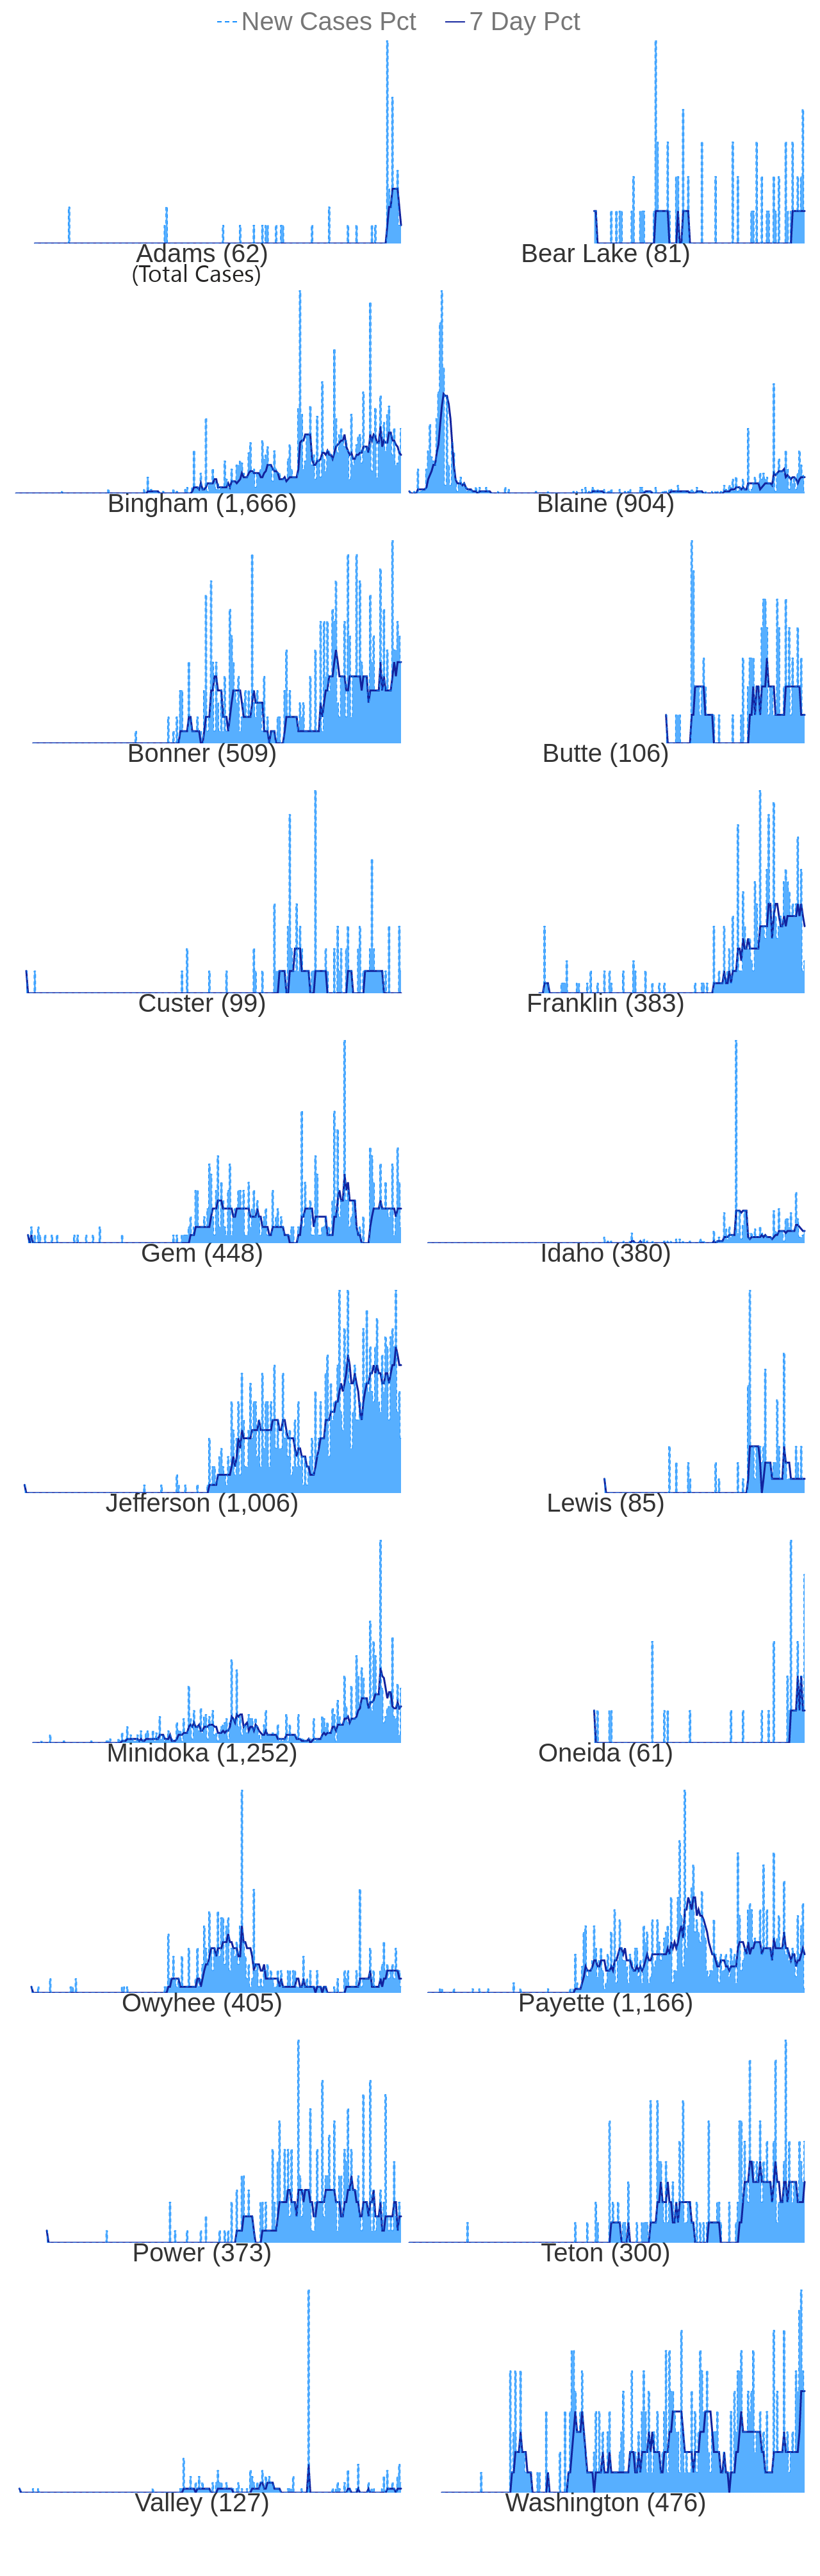 New Cases Pct 7 Day Pct
Adams (62) Bear Lake (81)
(Total Cases)
Bingham (1,666) Blaine (904)
Bonner (509) Butte (106)
Custer (99) Franklin (383)
Gem (448) Idaho (380)
Jefferson (1,006) Lewis (85)
Minidoka (1,252) Oneida (61)
Owyhee (405) Payette (1,166)
Power (373) Teton (300)
Valley (127) Washington (476)